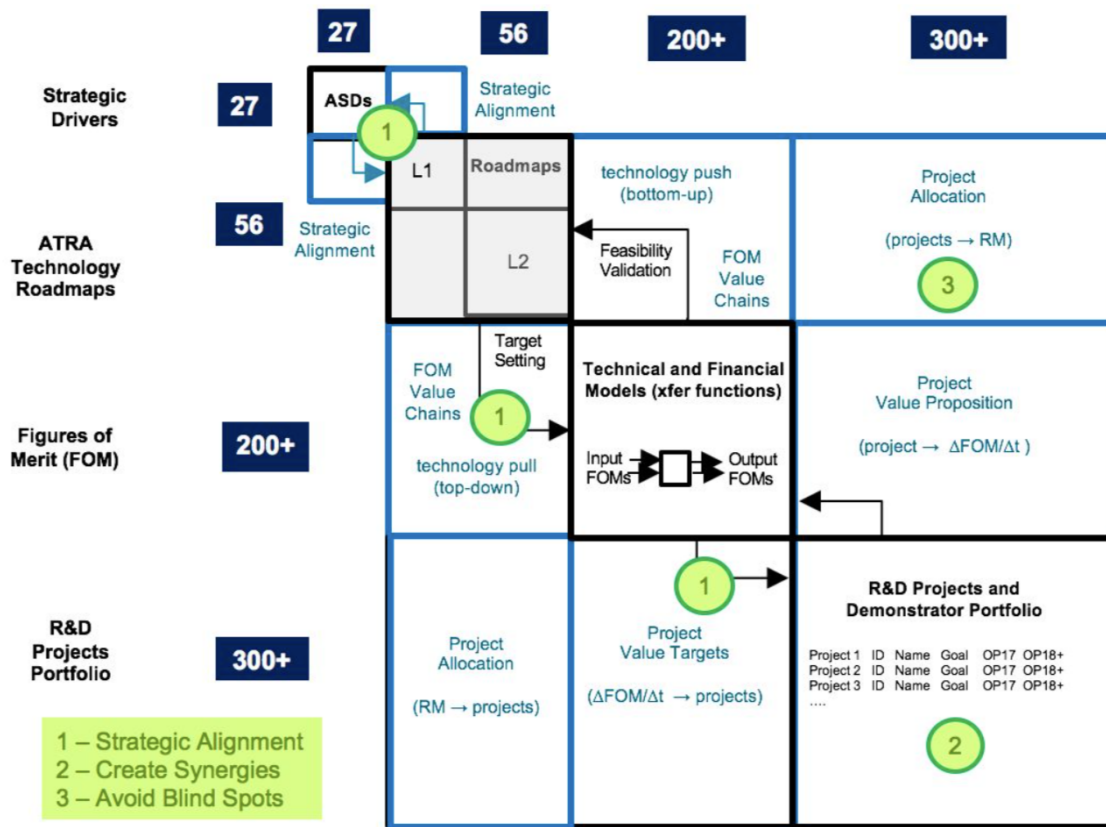 27
56
200+
300+
Strategic
Drivers
27
ASDs
Strategic
Alignment
1
ATRA
Technology
Roadmaps
56
Strategic
Alignment
L1
Roadmaps
L2
technology push
(bottom-up)
Feasibility
Validation
FOM
Value
Chains
Project
Allocation
(projects → RM)
3
Figures of
Merit (FOM)
200+
FOM
Value
Chains
Target
Setting
1
technology pull
(top-down)
Technical and Financial
Models (xfer functions)
Input
FOMs
Output
FOMs
Project
Value Proposition
(project → ΔFOM/Δt )
R&D
Projects
Portfolio
300+
Project
Allocation
(RM → projects)
1
Project
Value Targets
(ΔFOM/Δt → projects)
R&D Projects and
Demonstrator Portfolio
Project 1 ID Name Goal OP17 OP18+
Project 2 ID Name Goal OP17 OP18+
Project 3 ID Name Goal OP17 OP18+
....
2
1 – Strategic Alignment
2 – Create Synergies
3 – Avoid Blind Spots